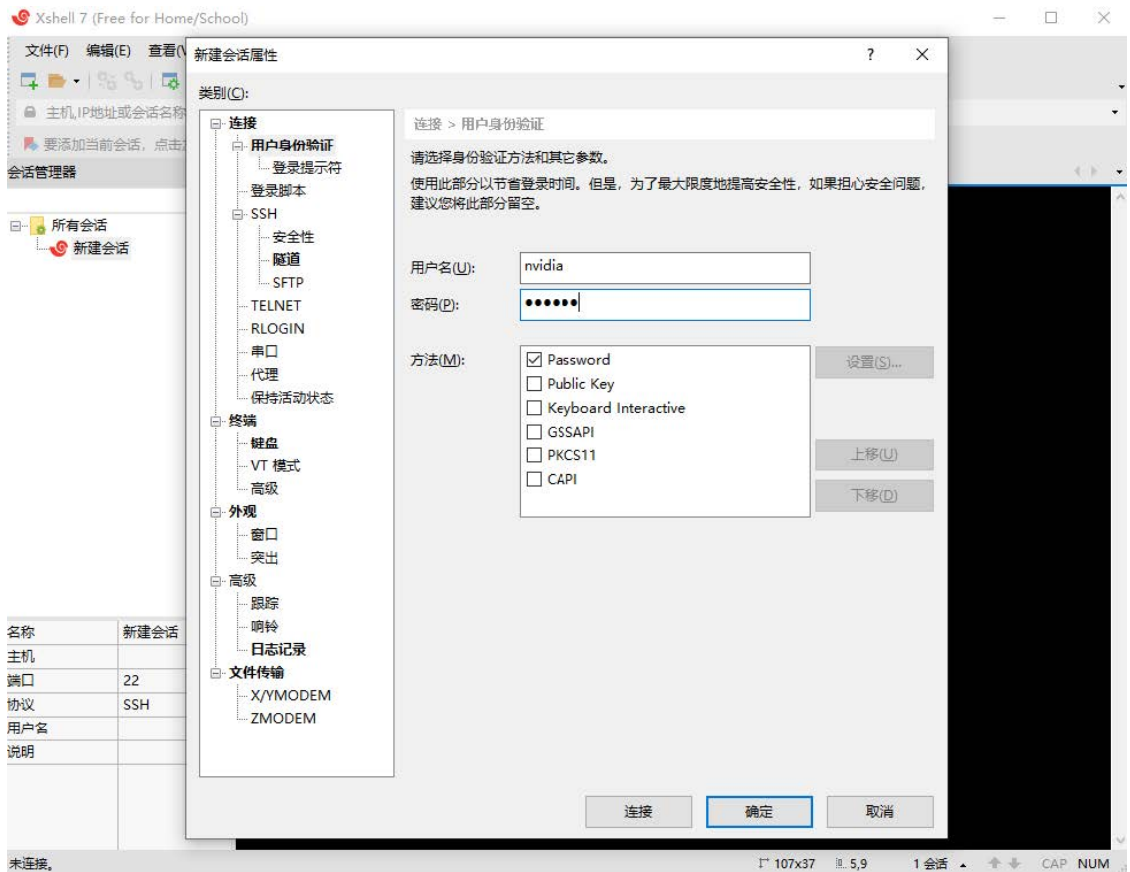 Xshell 7 (Free for Home/School)
文件(F) 编辑(E) 查看(V
主机,IP地址或会话名称
要添加当前会话，点击
会话管理器
所有会话
新建会话
名称 新建会话
主机
端口 22
协议 SSH
用户名
说明
未连接。
新建会话属性
?
类别(C):
连接
用户身份验证
登录提示符
登录脚本
SSH
安全性
隧道
SFTP
TELNET
RLOGIN
串口
代理
保持活动状态
终端
键盘
VT 模式
高级
外观
窗口
突出
高级
跟踪
响铃
日志记录
文件传输
X/YMODEM
ZMODEM
连接 > 用户身份验证
请选择身份验证方法和其它参数。
使用此部分以节省登录时间。但是，为了最大限度地提高安全性，如果担心安全问题，
建议您将此部分留空。
用户名(U): nvidia
密码(P): ●●●●●●
方法(M):
Password
Public Key
Keyboard Interactive
GSSAPI
PKCS11
CAPI
设置(S)...
上移(U)
下移(D)
连接 确定 取消
107x37 5,9 1 会话 CAP NUM